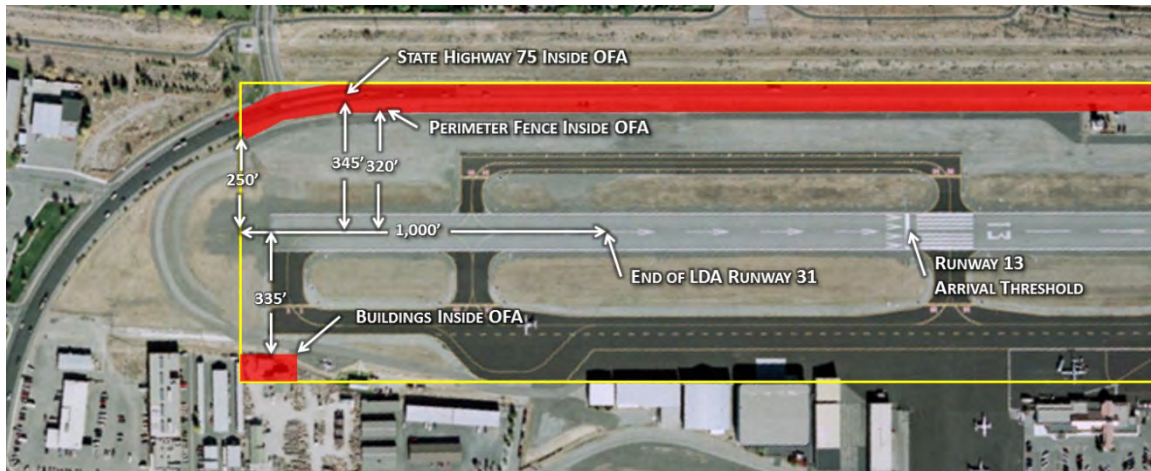 STATE HIGHWAY 75 INSIDE OFA
PERIMETER FENCE INSIDE OFA
345'
320'
250'
1,000'
END OF LDA RUNWAY 31
RUNWAY 13
ARRIVAL THRESHOLD
335'
BUILDINGS INSIDE OFA
13